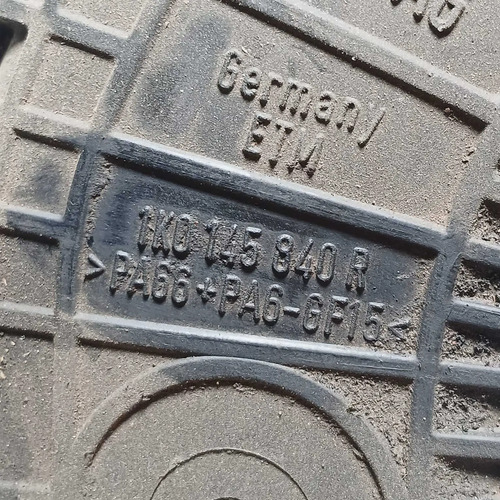 Germany
ETM
1K0 145 840 R
>PA66+PA6-GF15<